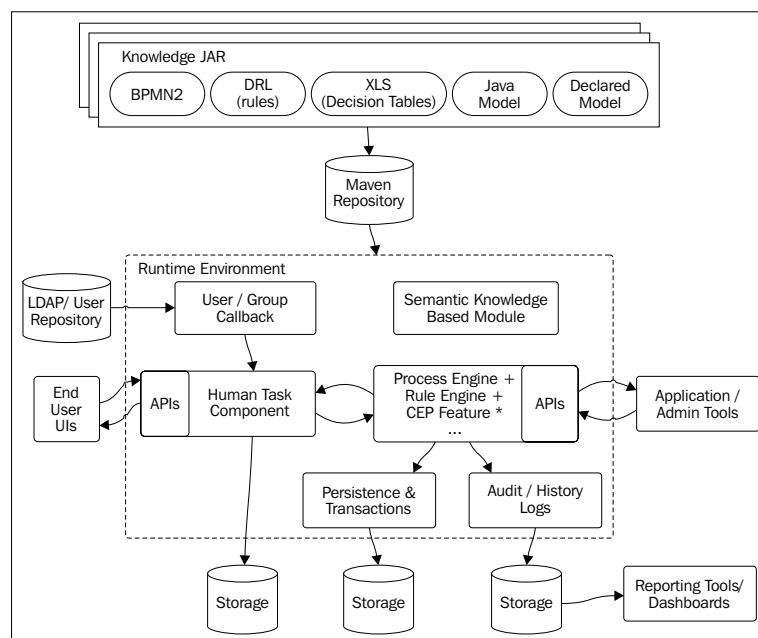 Knowledge JAR
BPMN2
DRL
(rules)
XLS
(Decision Tables)
Java
Model
Declared
Model
Maven
Repository
Runtime Environment
LDAP/ User
Repository
User / Group
Callback
Semantic Knowledge
Based Module
End
User
UIs
APIs
Human Task
Component
Process Engine +
Rule Engine +
CEP Feature *
...
APIs
Application /
Admin Tools
Persistence &
Transactions
Audit / History
Logs
Storage
Storage
Storage
Reporting Tools/
Dashboards